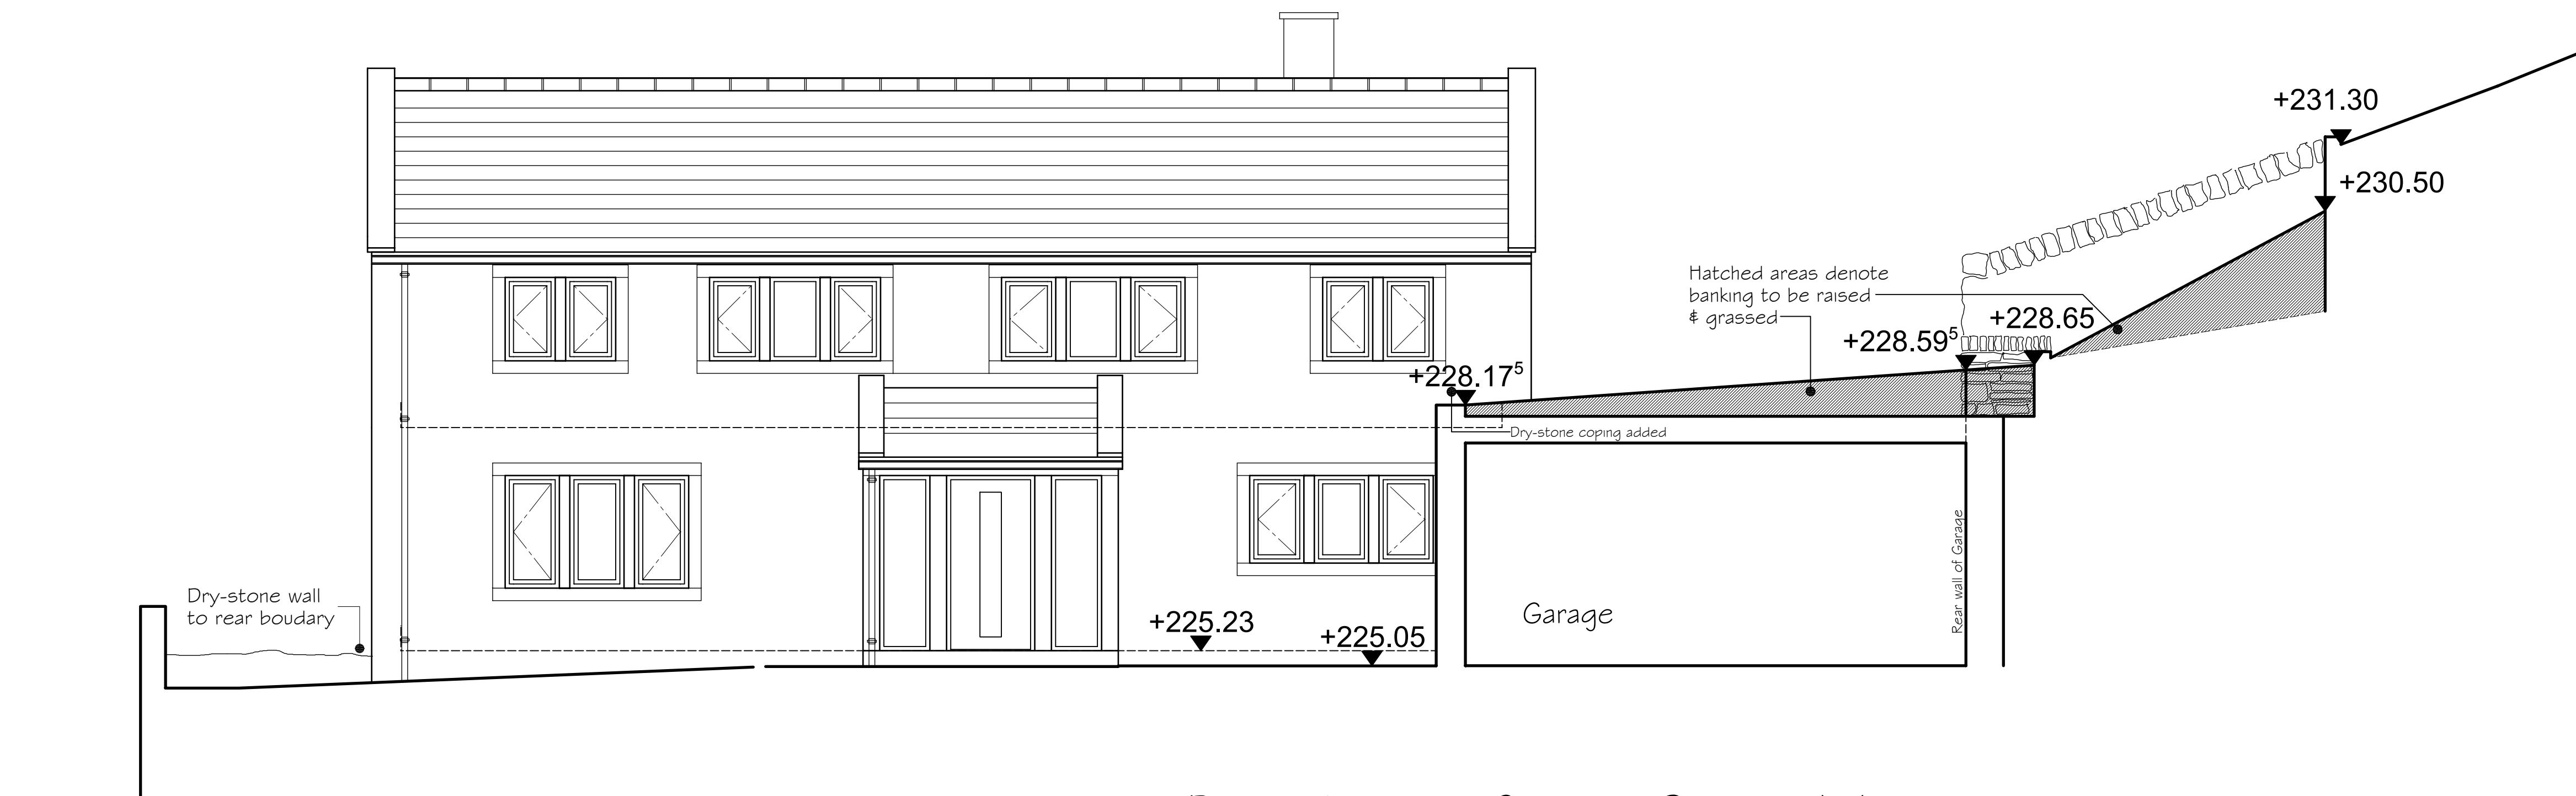 +231.30
+230.50
Hatched areas denote
banking to be raised
& grassed
+228.65
+228.59⁵
+228.17⁵
Dry-stone coping added
Rear wall of Garage
Dry-stone wall
to rear boudary
Garage
+225.23
+225.05